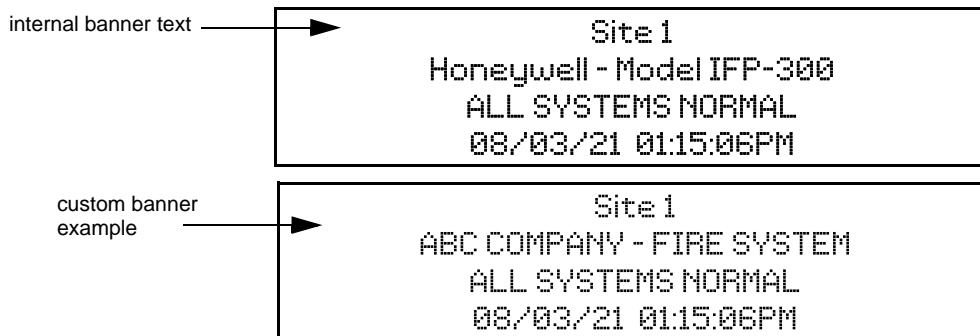 internal banner text
Site 1
Honeywell - Model IFP-300
ALL SYSTEMS NORMAL
08/03/21 01:15:06PM
custom banner
example
Site 1
ABC COMPANY - FIRE SYSTEM
ALL SYSTEMS NORMAL
08/03/21 01:15:06PM